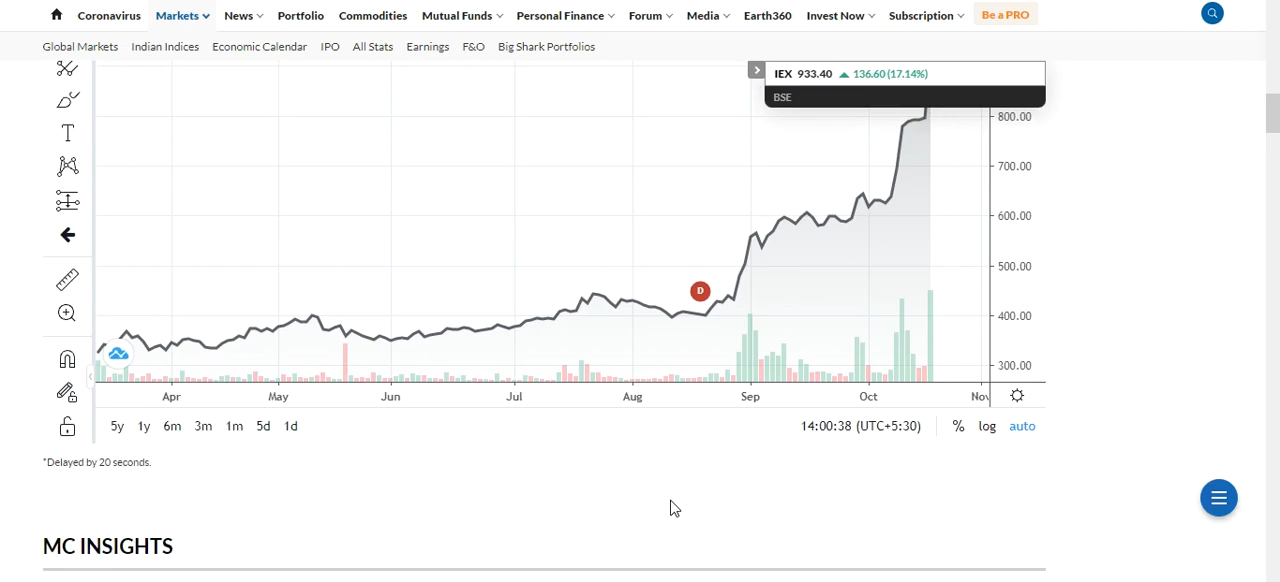 Coronavirus Markets News Portfolio Commodities Mutual Funds Personal Finance Forum Media Earth360 Invest Now Subscription Be a PRO
Global Markets Indian Indices Economic Calendar IPO All Stats Earnings F&O Big Shark Portfolios
IEX 933.40 ▲ 136.60 (17.14%)
BSE
800.00
700.00
600.00
500.00
D
400.00
300.00
Apr May Jun Jul Aug Sep Oct Nov
5y 1y 6m 3m 1m 5d 1d 14:00:38 (UTC+5:30) % log auto
*Delayed by 20 seconds.
MC INSIGHTS